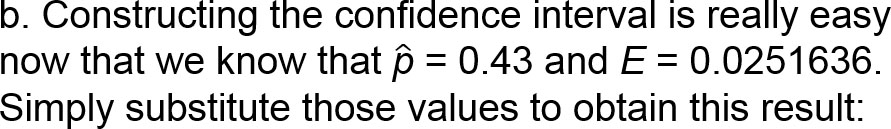 b. Constructing the confidence interval is really easy
now that we know that p̂ = 0.43 and E = 0.0251636.
Simply substitute those values to obtain this result: